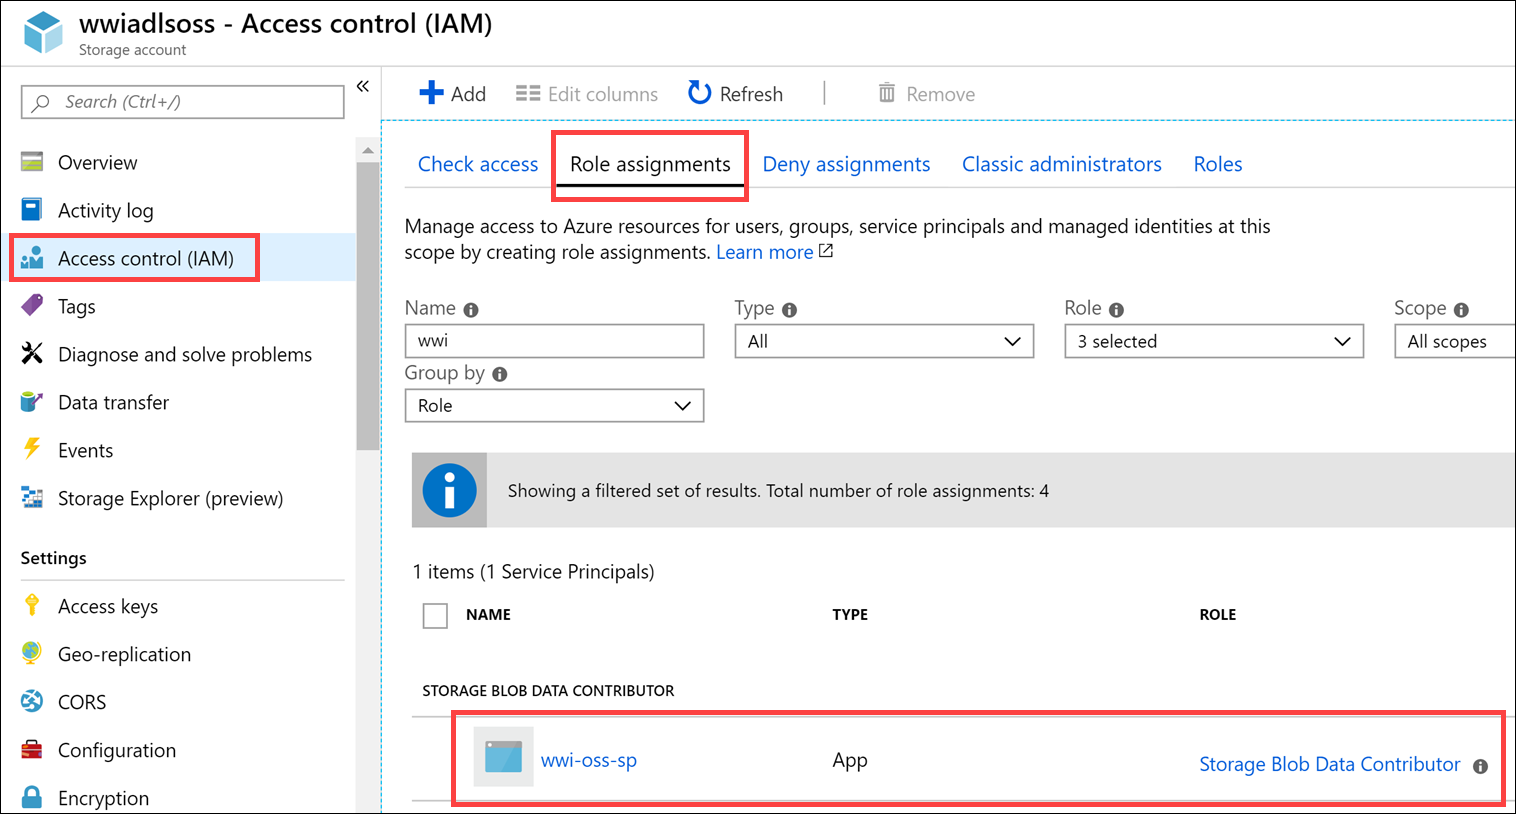 wwiadlsoss - Access control (IAM)
Storage account
Search (Ctrl+/)
«
Overview
Activity log
Access control (IAM)
Tags
Diagnose and solve problems
Data transfer
Events
Storage Explorer (preview)
Settings
Access keys
Geo-replication
CORS
Configuration
Encryption
Add Edit columns Refresh Remove
Check access Role assignments Deny assignments Classic administrators Roles
Manage access to Azure resources for users, groups, service principals and managed identities at this
scope by creating role assignments. Learn more
Name Type Role Scope
wwi All 3 selected All scopes
Group by
Role
Showing a filtered set of results. Total number of role assignments: 4
1 items (1 Service Principals)
NAME TYPE ROLE
STORAGE BLOB DATA CONTRIBUTOR
wwi-oss-sp App Storage Blob Data Contributor